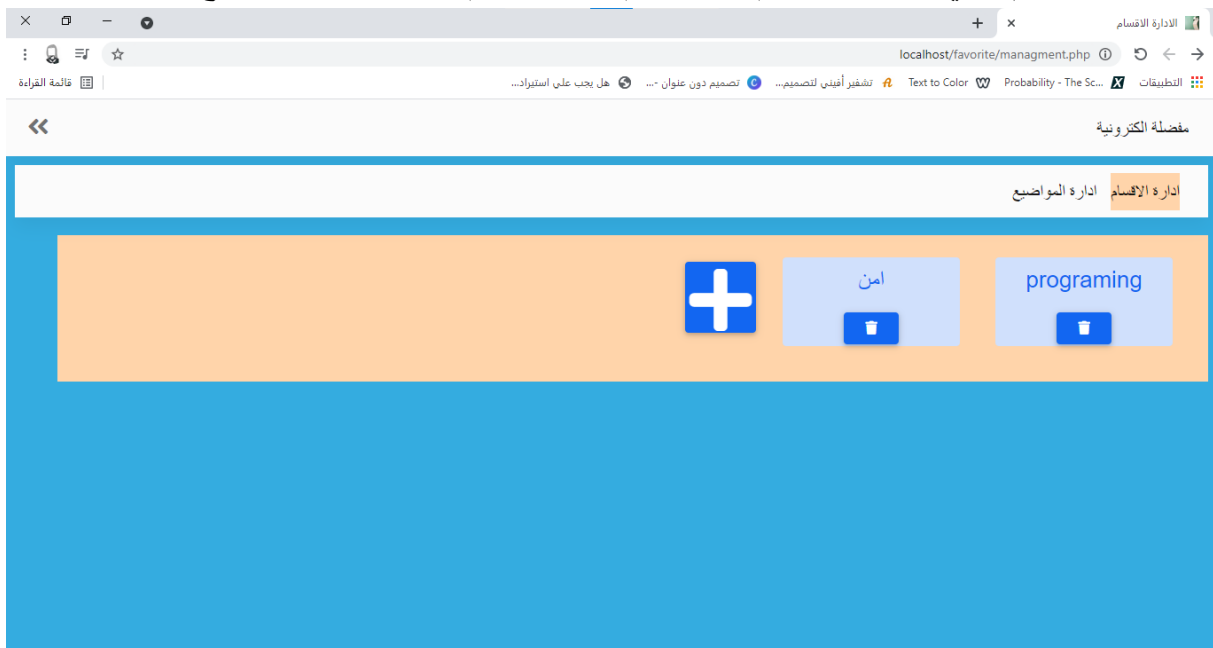 الادارة الاقسام
localhost/favorite/managment.php
التطبيقات Probability - The Sc... Text to Color تشفير أفيني لتصميم... تصميم دون عنوان -... هل يجب علي استيراد... قائمة القراءة
مفضلة الكترونية
ادارة الاقسام ادارة المواضيع
programing امن